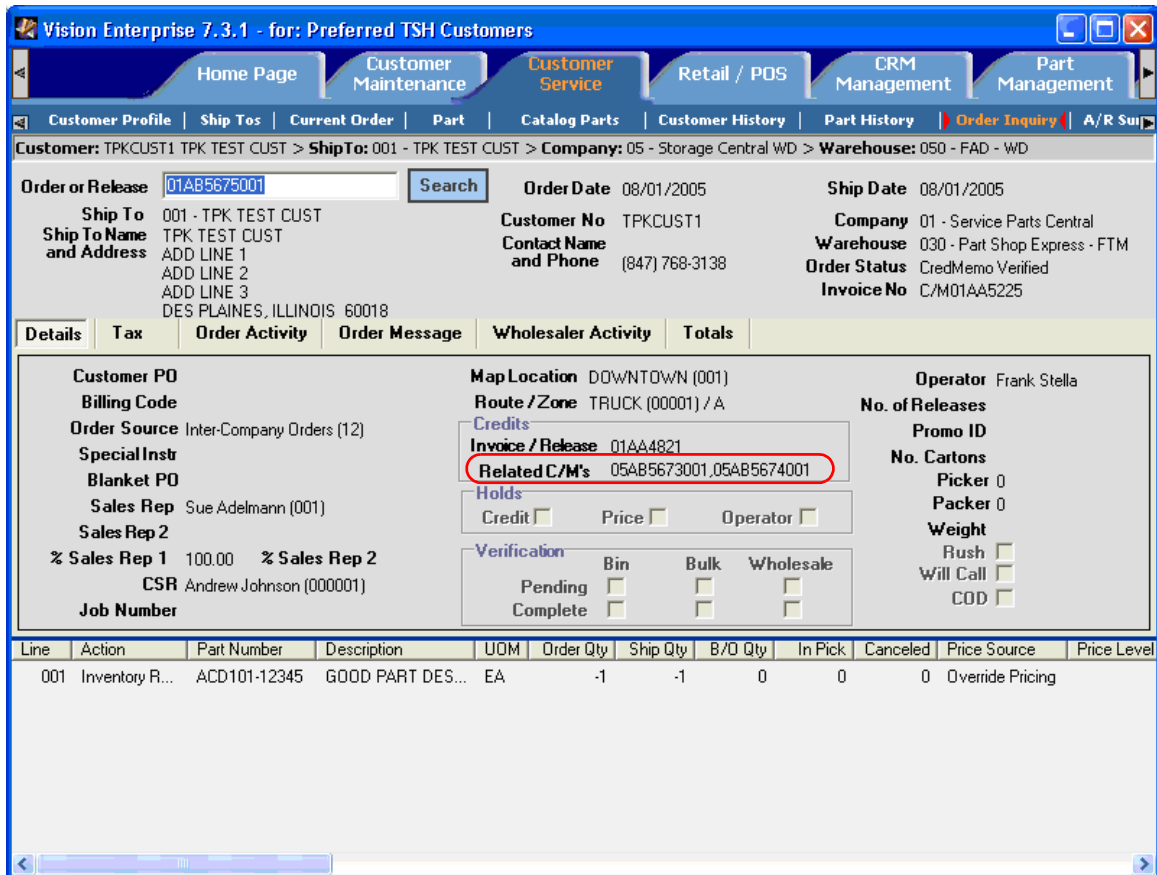 Vision Enterprise 7.3.1 - for: Preferred TSH Customers
Home Page
Customer Maintenance
Customer Service
Retail / POS
CRM Management
Part Management
Customer Profile | Ship Tos | Current Order | Part | Catalog Parts | Customer History | Part History | Order Inquiry | A/R Sum
Customer: TPKCUST1 TPK TEST CUST > ShipTo: 001 - TPK TEST CUST > Company: 05 - Storage Central WD > Warehouse: 050 - FAD - WD
Order or Release 01AB5675001 Search Order Date 08/01/2005 Ship Date 08/01/2005
Ship To 001 - TPK TEST CUST Customer No TPKCUST1 Company 01 - Service Parts Central
Ship To Name and Address TPK TEST CUST Contact Name and Phone (847) 768-3138 Warehouse 030 - Part Shop Express - FTM
ADD LINE 1 Order Status CredMemo Verified
ADD LINE 2 Invoice No C/M01AA5225
ADD LINE 3
DES PLAINES, ILLINOIS 60018
Details Tax Order Activity Order Message Wholesaler Activity Totals
Customer PO Map Location DOWNTOWN (001) Operator Frank Stella
Billing Code Route / Zone TRUCK (00001) / A No. of Releases
Order Source Inter-Company Orders (12) Credits Promo ID
Special Instr Invoice / Release 01AA4821 No. Cartons
Blanket PO Related C/M's 05AB5673001,05AB5674001 Picker 0
Sales Rep Sue Adelmann (001) Holds Packer 0
Sales Rep 2 Credit Price Operator Weight
% Sales Rep 1 100.00 % Sales Rep 2 Verification Bin Bulk Wholesale Rush
CSR Andrew Johnson (000001) Pending Will Call
Job Number Complete COD
Line Action Part Number Description UOM Order Qty Ship Qty B/O Qty In Pick Canceled Price Source Price Level
001 Inventory R... ACD101-12345 GOOD PART DES... EA -1 -1 0 0 0 Override Pricing